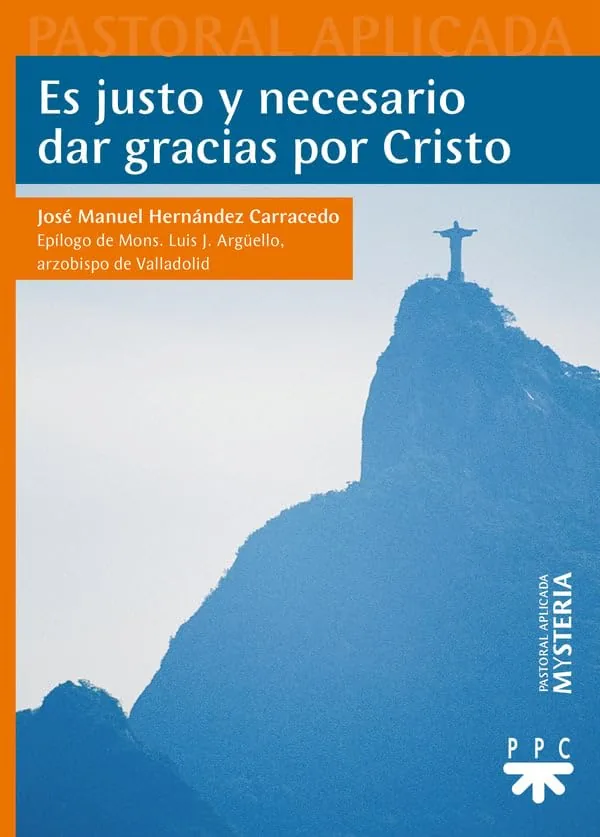 PASTORAL APLICADA
Es justo y necesario
dar gracias por Cristo
José Manuel Hernández Carracedo
Epílogo de Mons. Luis J. Argüello,
arzobispo de Valladolid
PASTORAL APLICADA
MYSTERIA
PPC